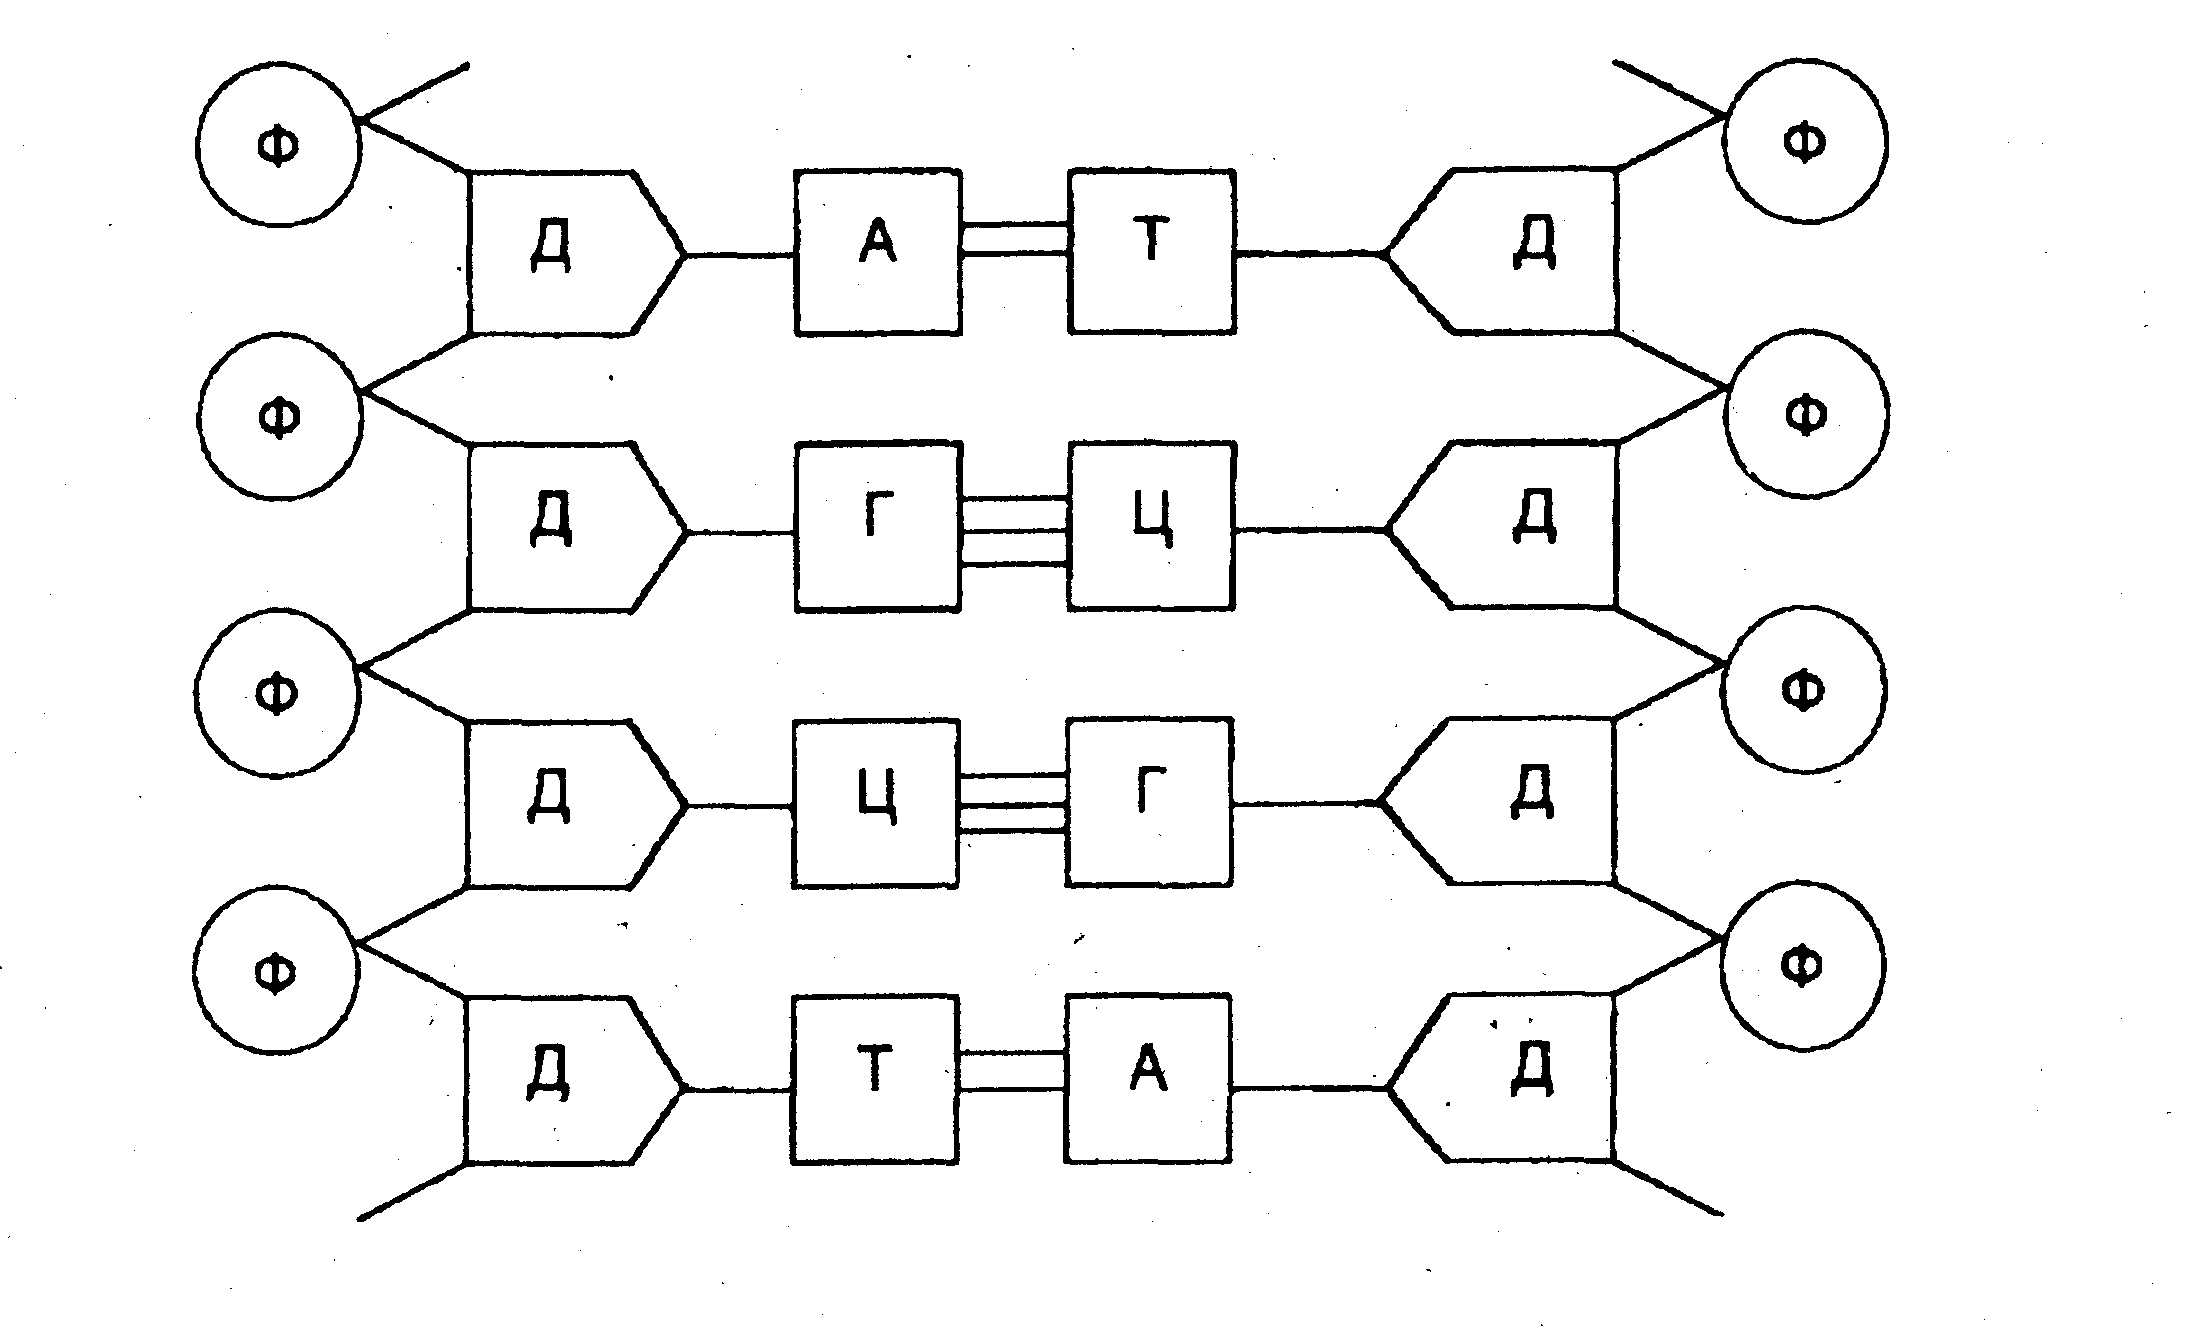 Ф Ф
Д А Т Д
Ф Ф
Д Г Ц Д
Ф Ф
Д Ц Г Д
Ф Ф
Д Т А Д